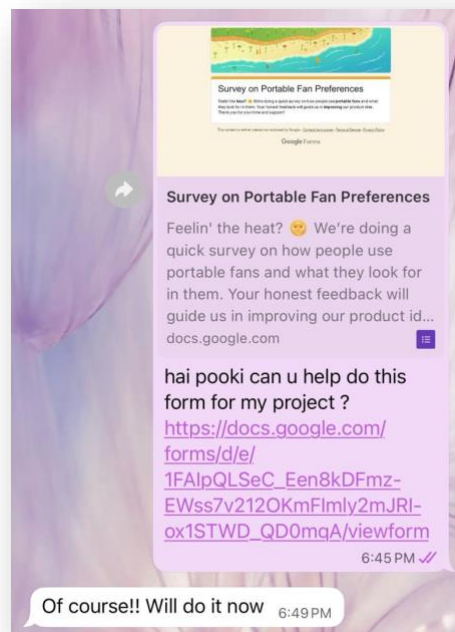 Survey on Portable Fan Preferences
Google Forms
Survey on Portable Fan Preferences
Feelin' the heat? 🥵 We're doing a
quick survey on how people use
portable fans and what they look for
in them. Your honest feedback will
guide us in improving our product id...
docs.google.com
hai pooki can u help do this
form for my project ?
https://docs.google.com/
forms/d/e/
1FAIpQLSeC_Een8kDFmz-
EWss7v212OKmFlmly2mJRI-
ox1STWD_QD0mqA/viewform
6:45 PM
Of course!! Will do it now 6:49 PM